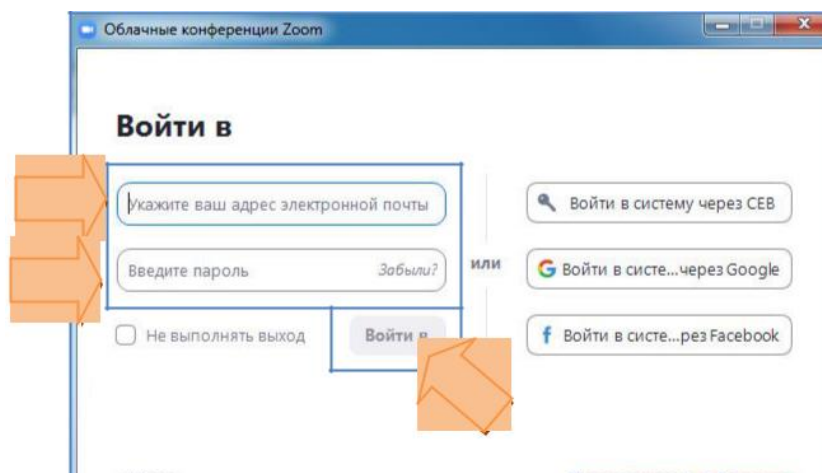 Облачные конференции Zoom
Войти в
Укажите ваш адрес электронной почты
Введите пароль
Забыли?
Не выполнять выход
Войти в
или
Войти в систему через СЕВ
Войти в систе...через Google
Войти в систе...рез Facebook